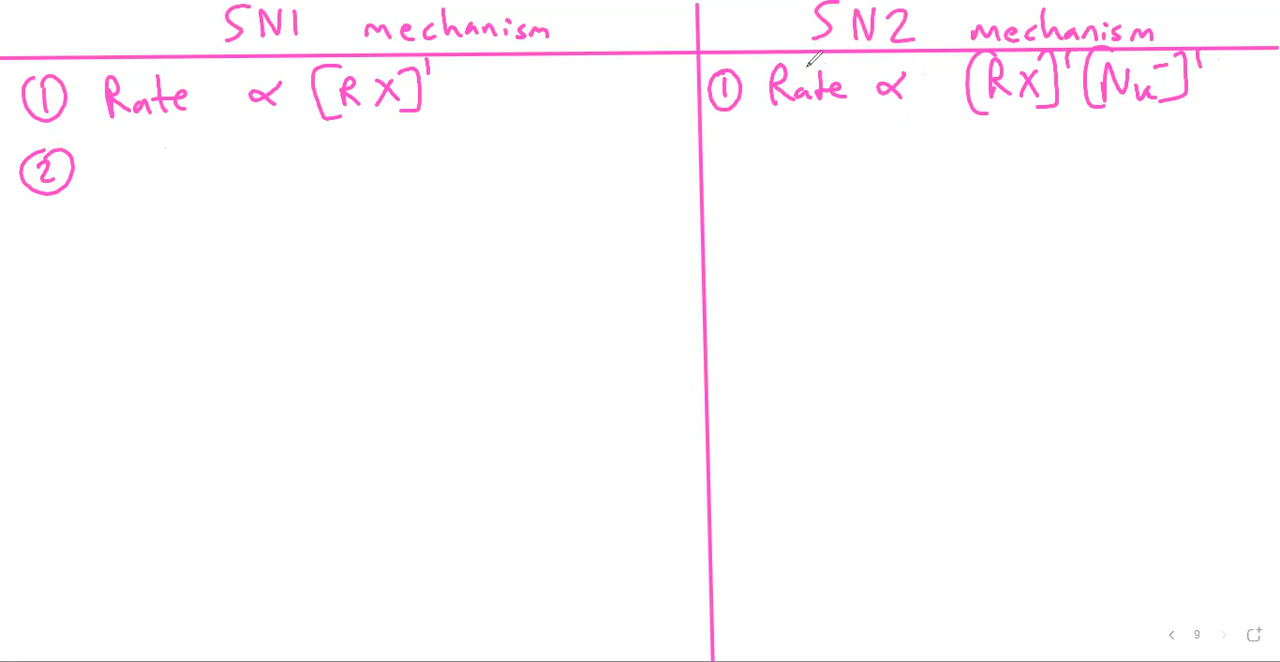 SN1 mechanism
SN2 mechanism
① Rate ∝ [RX]¹
① Rate ∝ [RX]¹[Nu⁻]¹
②
9